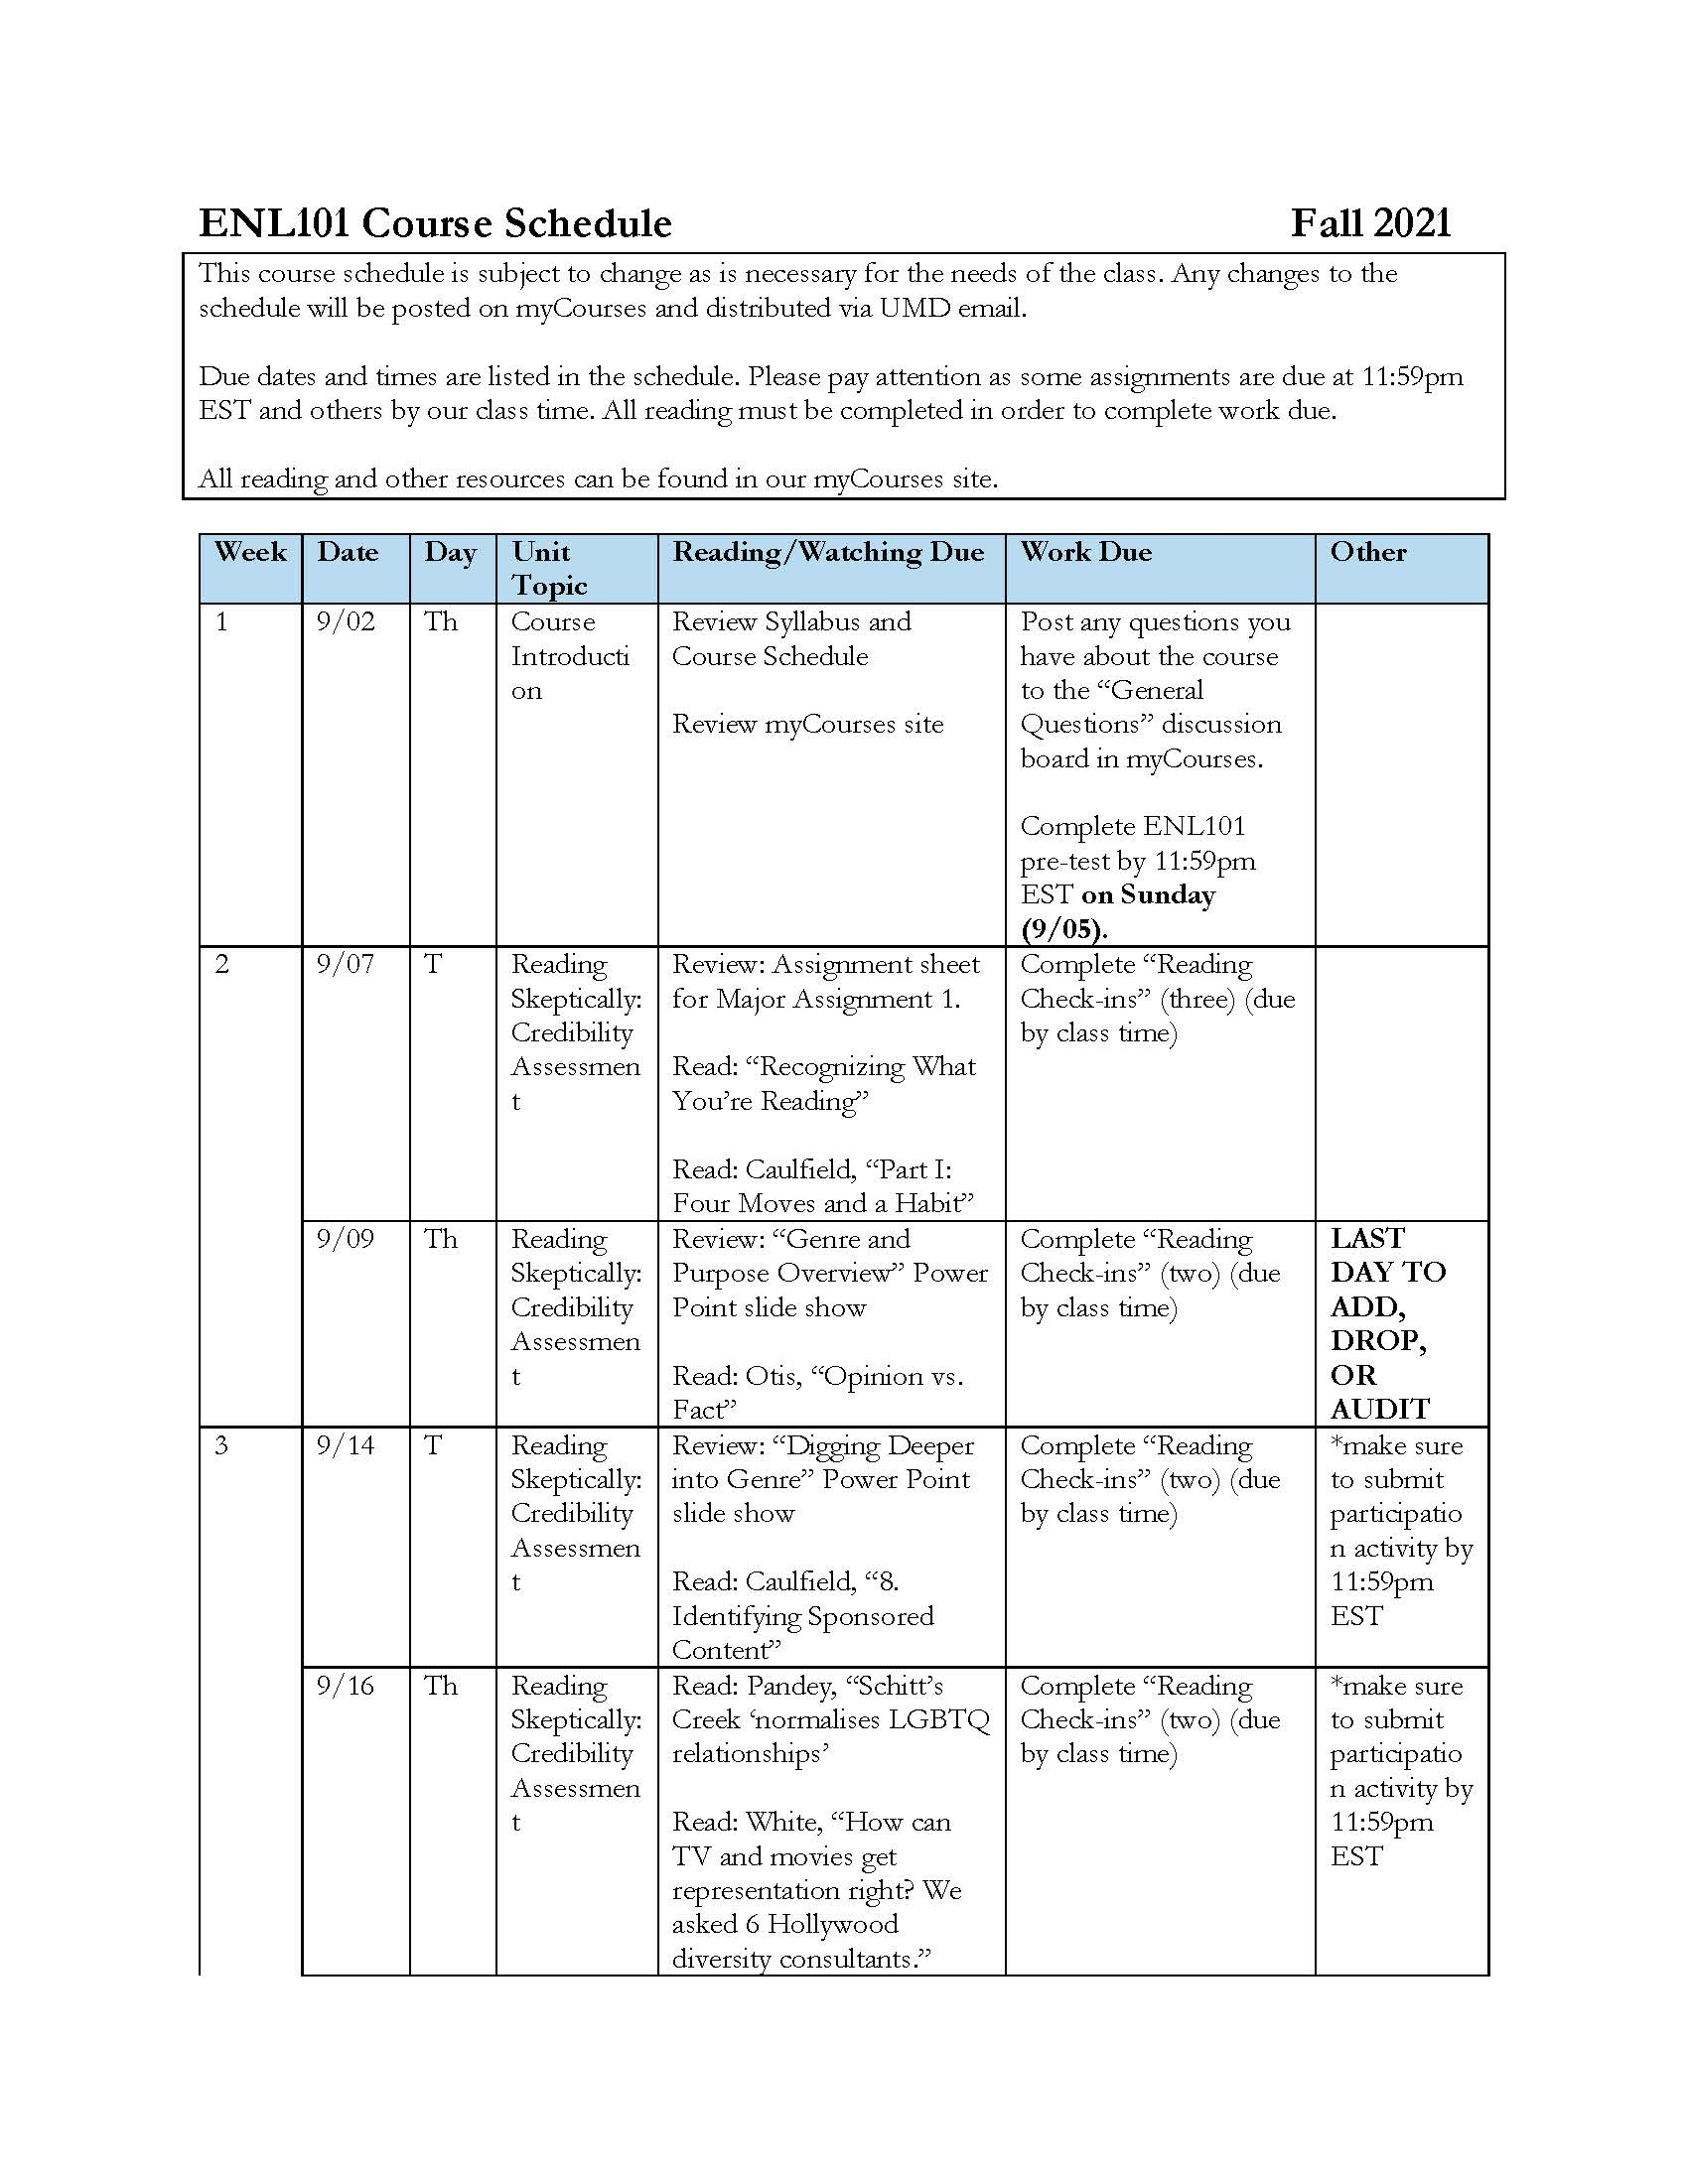 ENL101 Course Schedule Fall 2021
This course schedule is subject to change as is necessary for the needs of the class. Any changes to the
schedule will be posted on myCourses and distributed via UMD email.
Due dates and times are listed in the schedule. Please pay attention as some assignments are due at 11:59pm
EST and others by our class time. All reading must be completed in order to complete work due.
All reading and other resources can be found in our myCourses site.
Week Date Day Unit
Topic
Reading/Watching Due
Work Due
Other
1
9/02
Th
Course
Introducti
on
Review Syllabus and
Course Schedule
Review myCourses site
Post any questions you
have about the course
to the “General
Questions” discussion
board in myCourses.
Complete ENL101
pre-test by 11:59pm
EST on Sunday
(9/05).
2
9/07
T
Reading
Skeptically:
Credibility
Assessmen
t
Review: Assignment sheet
for Major Assignment 1.
Read: “Recognizing What
You’re Reading”
Read: Caulfield, “Part I:
Four Moves and a Habit”
Complete “Reading
Check-ins” (three) (due
by class time)
9/09
Th
Reading
Skeptically:
Credibility
Assessmen
t
Review: “Genre and
Purpose Overview” Power
Point slide show
Read: Otis, “Opinion vs.
Fact”
Complete “Reading
Check-ins” (two) (due
by class time)
LAST
DAY TO
ADD,
DROP,
OR
AUDIT
3
9/14
T
Reading
Skeptically:
Credibility
Assessmen
t
Review: “Digging Deeper
into Genre” Power Point
slide show
Read: Caulfield, “8.
Identifying Sponsored
Content”
Complete “Reading
Check-ins” (two) (due
by class time)
*make sure
to submit
participatio
n activity by
11:59pm
EST
9/16
Th
Reading
Skeptically:
Credibility
Assessmen
t
Read: Pandey, “Schitt’s
Creek ‘normalises LGBTQ
relationships’
Read: White, “How can
TV and movies get
representation right? We
asked 6 Hollywood
diversity consultants.”
Complete “Reading
Check-ins” (two) (due
by class time)
*make sure
to submit
participatio
n activity by
11:59pm
EST